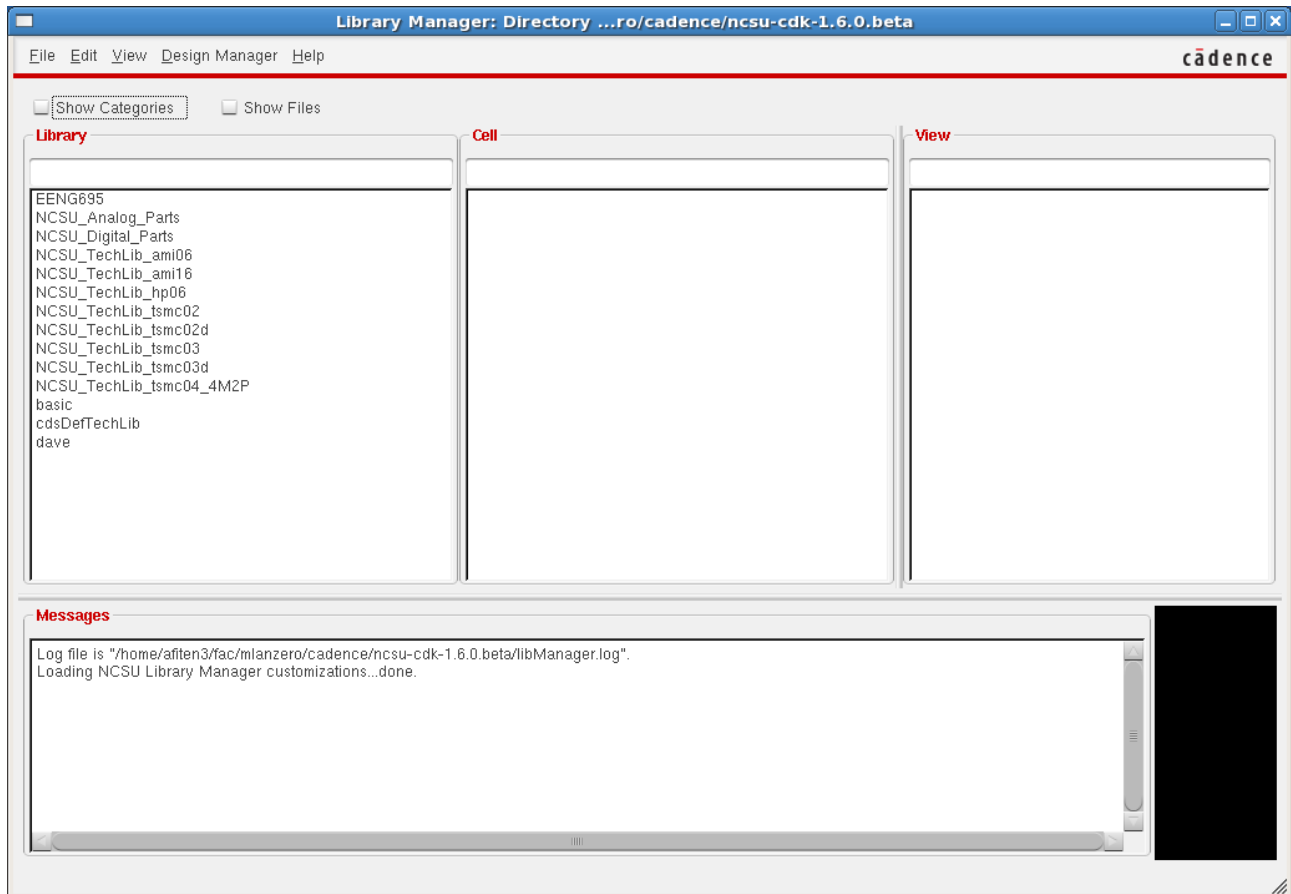 Library Manager: Directory ...ro/cadence/ncsu-cdk-1.6.0.beta
File Edit View Design Manager Help
cādence
Show Categories Show Files
Library Cell View
EENG695
NCSU_Analog_Parts
NCSU_Digital_Parts
NCSU_TechLib_ami06
NCSU_TechLib_ami16
NCSU_TechLib_hp06
NCSU_TechLib_tsmc02
NCSU_TechLib_tsmc02d
NCSU_TechLib_tsmc03
NCSU_TechLib_tsmc03d
NCSU_TechLib_tsmc04_4M2P
basic
cdsDefTechLib
dave
Messages
Log file is "/home/afiten3/fac/mlanzero/cadence/ncsu-cdk-1.6.0.beta/libManager.log".
Loading NCSU Library Manager customizations...done.